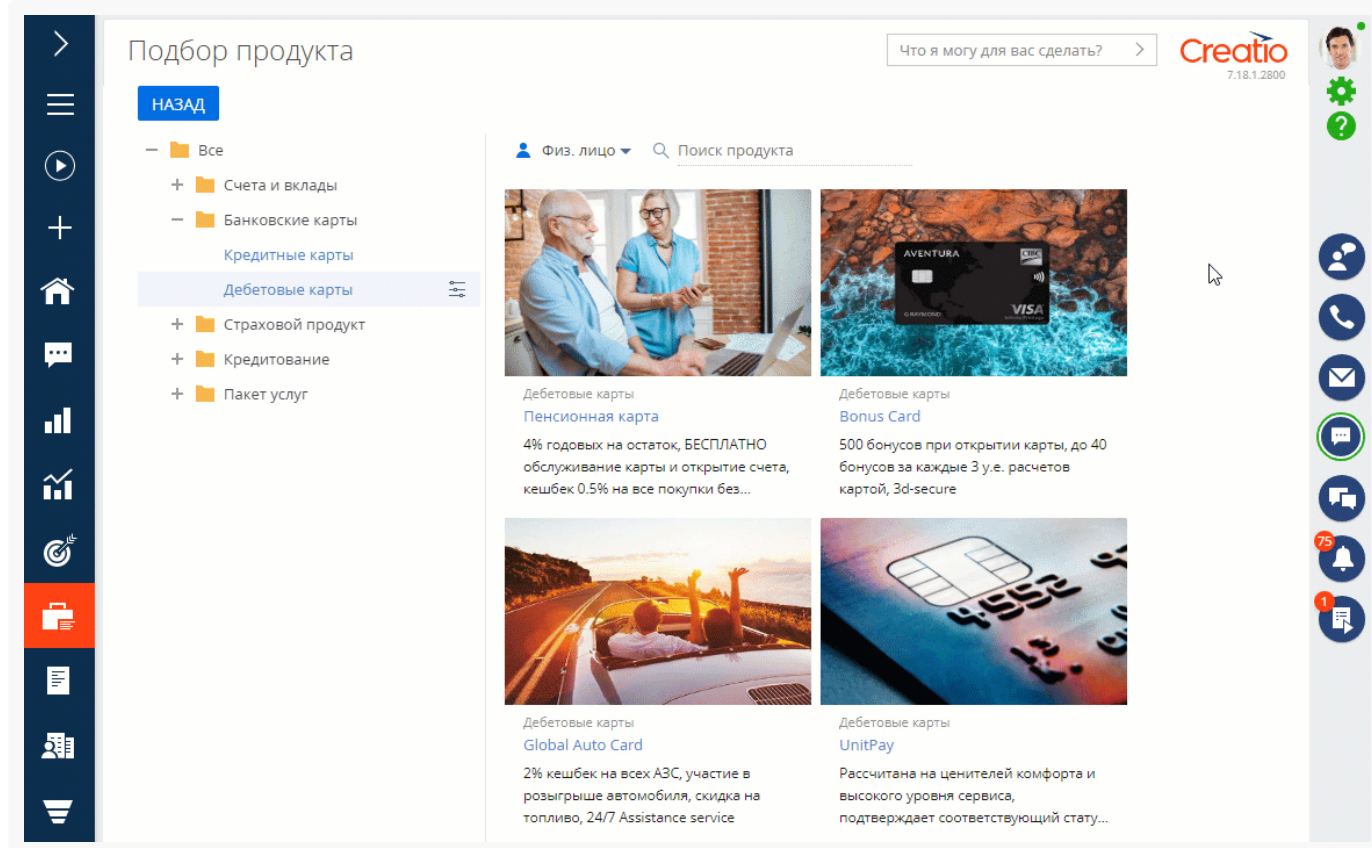 Подбор продукта
Что я могу для вас сделать?
Creatio
7.18.1.2800
НАЗАД
Все
Счета и вклады
Банковские карты
Кредитные карты
Дебетовые карты
Страховой продукт
Кредитование
Пакет услуг
Физ. лицо
Поиск продукта
AVENTURA
CIBC
G RAYMOND
VISA
Дебетовые карты
Пенсионная карта
4% годовых на остаток, БЕСПЛАТНО
обслуживание карты и открытие счета,
кешбек 0.5% на все покупки без...
Дебетовые карты
Bonus Card
500 бонусов при открытии карты, до 40
бонусов за каждые 3 у.е. расчетов
картой, 3d-secure
4552
Дебетовые карты
Global Auto Card
2% кешбек на всех АЗС, участие в
розыгрыше автомобиля, скидка на
топливо, 24/7 Assistance service
Дебетовые карты
UnitPay
Рассчитана на ценителей комфорта и
высокого уровня сервиса,
подтверждает соответствующий стату...
?
75
1